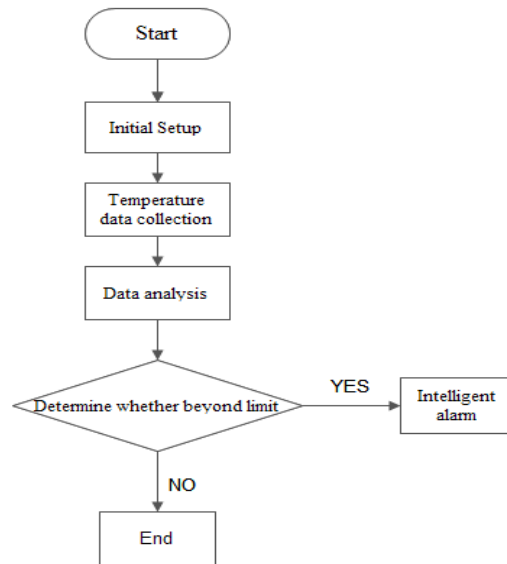 Start
Initial Setup
Temperature
data collection
Data analysis
Determine whether beyond limit
YES
Intelligent
alarm
NO
End